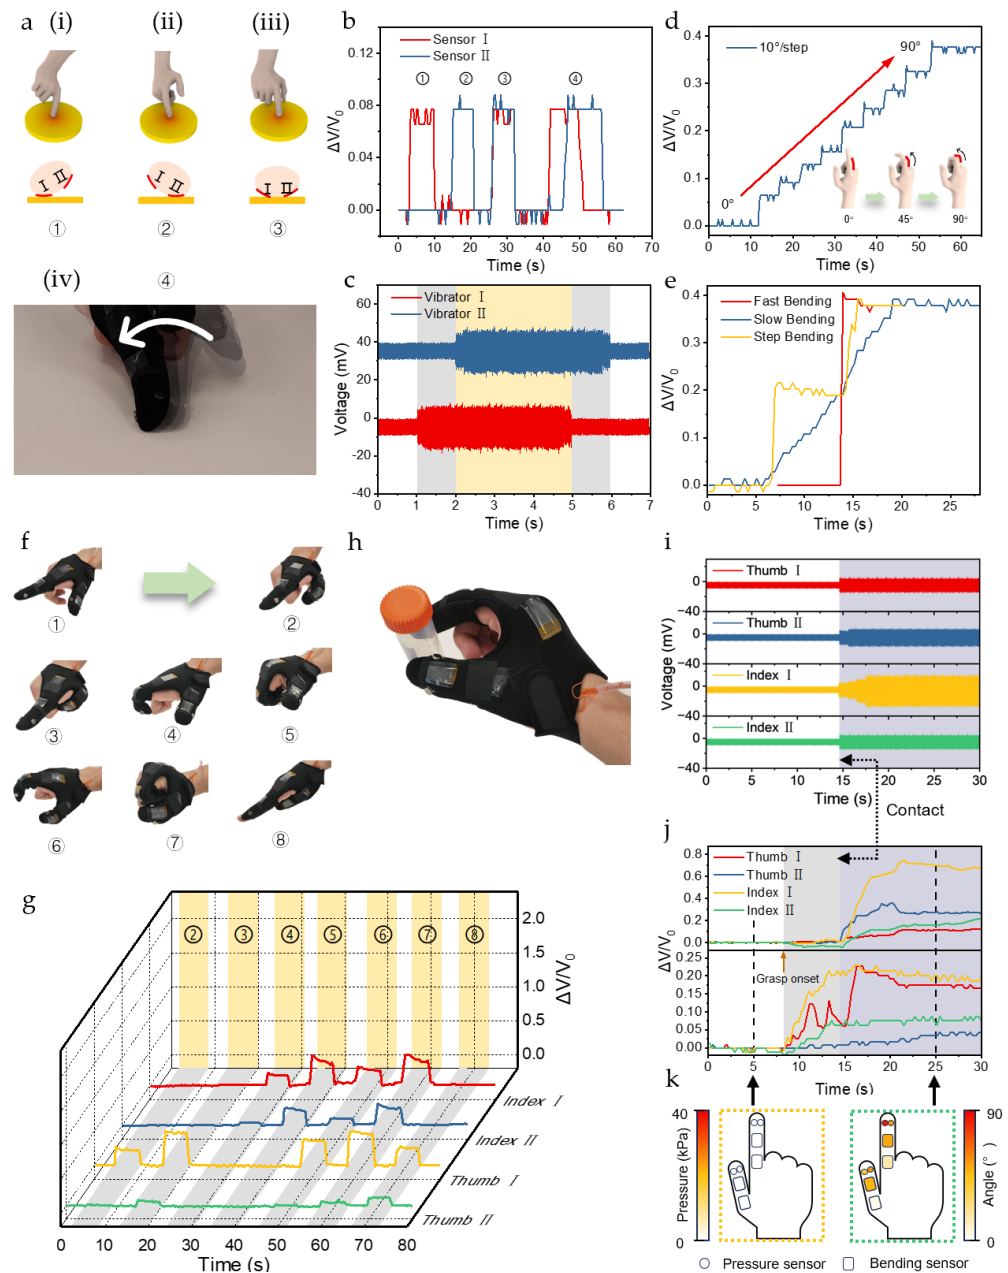 a (i) (ii) (iii)
I II I II I II
① ② ③
(iv) ④
b
Sensor I
Sensor II
① ② ③ ④
ΔV/V₀
0.12
0.08
0.04
0.00
0 10 20 30 40 50 60 70
Time (s)
c
Vibrator I
Vibrator II
Voltage (mV)
60
40
20
0
-20
-40
0 1 2 3 4 5 6 7
Time (s)
d
10°/step
90°
0°
0° 45° 90°
ΔV/V₀
0.4
0.3
0.2
0.1
0.0
0 10 20 30 40 50 60
Time (s)
e
Fast Bending
Slow Bending
Step Bending
ΔV/V₀
0.4
0.3
0.2
0.1
0.0
0 5 10 15 20 25
Time (s)
f
① ②
③ ④ ⑤
⑥ ⑦ ⑧
g
② ③ ④ ⑤ ⑥ ⑦ ⑧
2.0
1.5
1.0
0.5
0.0
ΔV/V₀
Index I
Index II
Thumb I
Thumb II
0 10 20 30 40 50 60 70 80
Time (s)
h
i
Thumb I
0
−40
Thumb II
0
−40
Index I
0
−40
Index II
0
−40
Voltage (mV)
0 5 10 15 20 25 30
Time (s)
Contact
j
Thumb I
Thumb II
Index I
Index II
0.8
0.6
0.4
0.2
0.0
ΔV/V₀
Grasp onset
0.25
0.20
0.15
0.10
0.05
0.00
0 5 10 15 20 25 30
Time (s)
k
40
Pressure (kPa)
0
90
Angle (°)
0
Pressure sensor Bending sensor